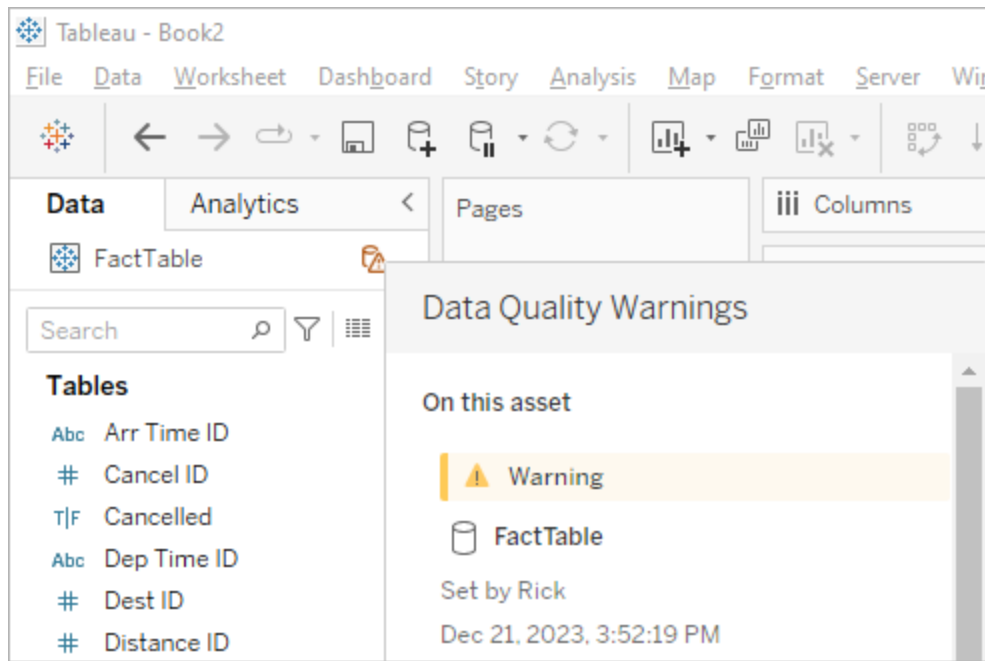 Tableau - Book2
File Data Worksheet Dashboard Story Analysis Map Format Server
Data Analytics
Pages
Columns
FactTable
Search
Tables
Abc Arr Time ID
# Cancel ID
T|F Cancelled
Abc Dep Time ID
# Dest ID
# Distance ID
Data Quality Warnings
On this asset
Warning
FactTable
Set by Rick
Dec 21, 2023, 3:52:19 PM